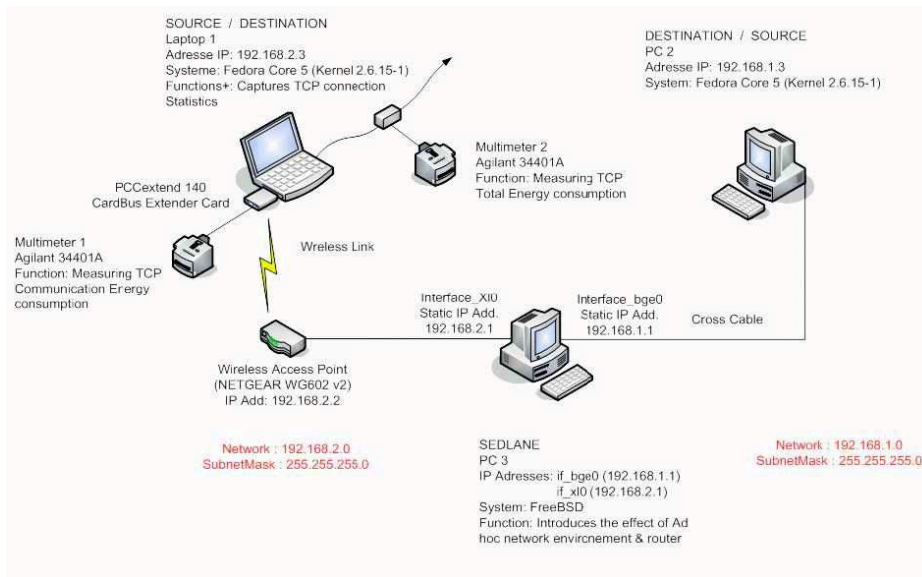 SOURCE / DESTINATION
Laptop 1
Adresse IP: 192.168.2.3
Systeme: Fedora Core 5 (Kernel 2.6.15-1)
Functions+: Captures TCP connection
Statistics
DESTINATION / SOURCE
PC 2
Adresse IP: 192.168.1.3
System: Fedora Core 5 (Kernel 2.6.15-1)
Multimeter 2
Agilant 34401A
Function: Measuring TCP
Total Energy consumption
PCCextend 140
CardBus Extender Card
Multimeter 1
Agilant 34401A
Function: Measuring TCP
Communication Energy
consumption
Wireless Link
Interface_Xl0
Static IP Add.
192.168.2.1
Interface_bge0
Static IP Add.
192.168.1.1
Cross Cable
Wireless Access Point
(NETGEAR WG602 v2)
IP Add: 192.168.2.2
Network : 192.168.2.0
SubnetMask : 255.255.255.0
SEDLANE
PC 3
IP Adresses: if_bge0 (192.168.1.1)
if_xl0 (192.168.2.1)
System: FreeBSD
Function: Introduces the effect of Ad
hoc network envircnement & router
Network : 192.168.1.0
SubnetMask : 255.255.255.0